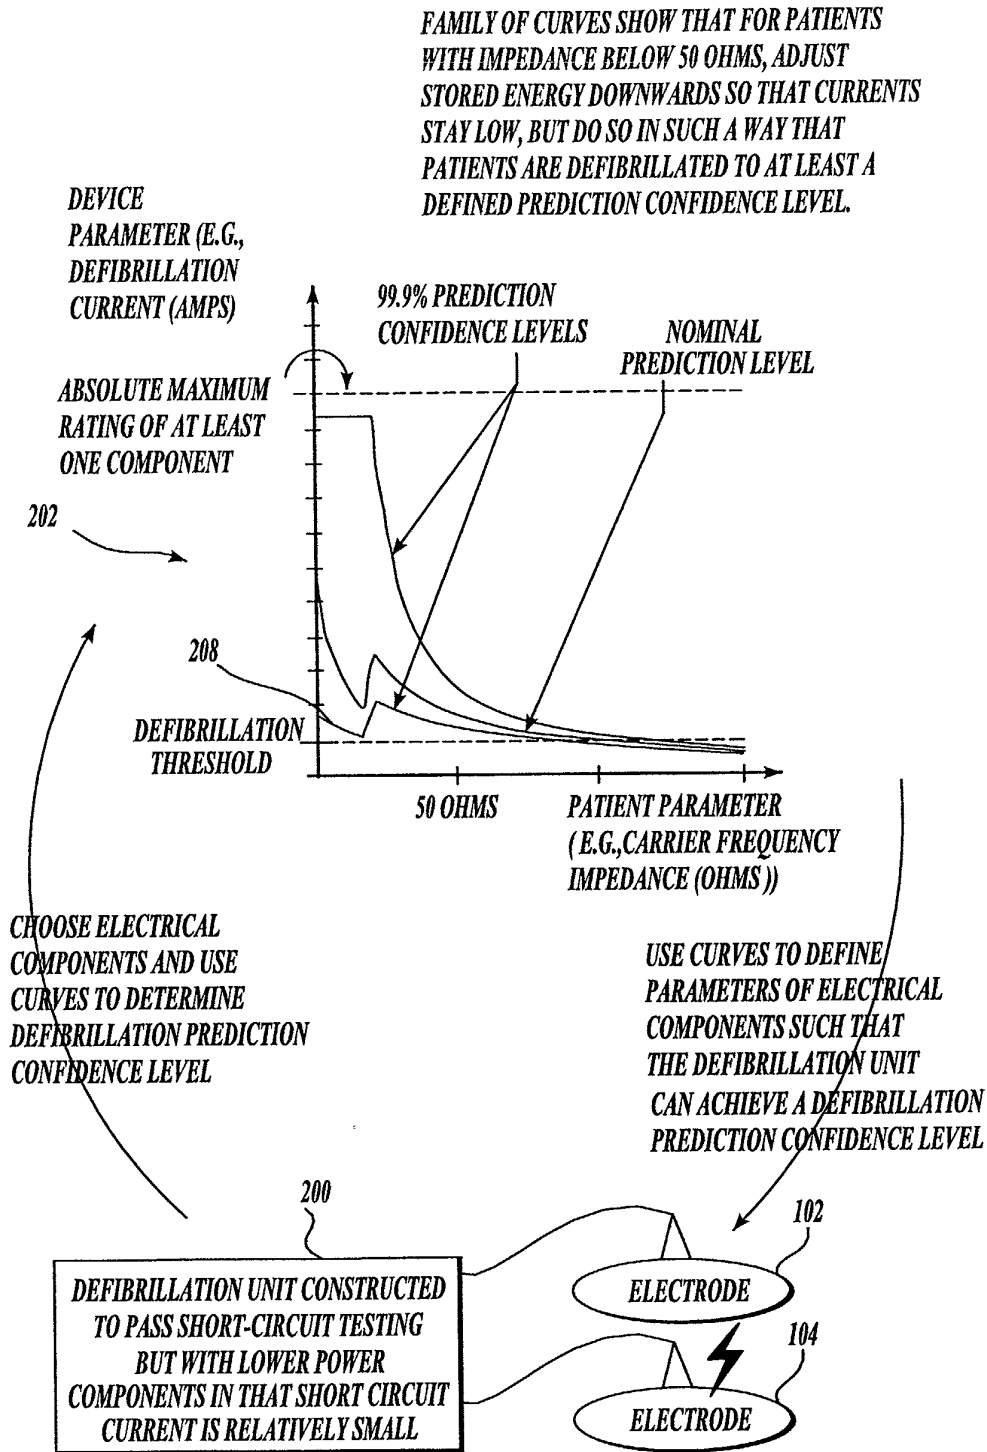 FAMILY OF CURVES SHOW THAT FOR PATIENTS
WITH IMPEDANCE BELOW 50 OHMS, ADJUST
STORED ENERGY DOWNWARDS SO THAT CURRENTS
STAY LOW, BUT DO SO IN SUCH A WAY THAT
PATIENTS ARE DEFIBRILLATED TO AT LEAST A
DEFINED PREDICTION CONFIDENCE LEVEL.
DEVICE
PARAMETER (E.G.,
DEFIBRILLATION
CURRENT (AMPS)
99.9% PREDICTION
CONFIDENCE LEVELS
NOMINAL
PREDICTION LEVEL
ABSOLUTE MAXIMUM
RATING OF AT LEAST
ONE COMPONENT
202
208
DEFIBRILLATION
THRESHOLD
50 OHMS
PATIENT PARAMETER
( E.G.,CARRIER FREQUENCY
IMPEDANCE (OHMS ))
CHOOSE ELECTRICAL
COMPONENTS AND USE
CURVES TO DETERMINE
DEFIBRILLATION PREDICTION
CONFIDENCE LEVEL
USE CURVES TO DEFINE
PARAMETERS OF ELECTRICAL
COMPONENTS SUCH THAT
THE DEFIBRILLATION UNIT
CAN ACHIEVE A DEFIBRILLATION
PREDICTION CONFIDENCE LEVEL
200
DEFIBRILLATION UNIT CONSTRUCTED
TO PASS SHORT-CIRCUIT TESTING
BUT WITH LOWER POWER
COMPONENTS IN THAT SHORT CIRCUIT
CURRENT IS RELATIVELY SMALL
102
ELECTRODE
104
ELECTRODE